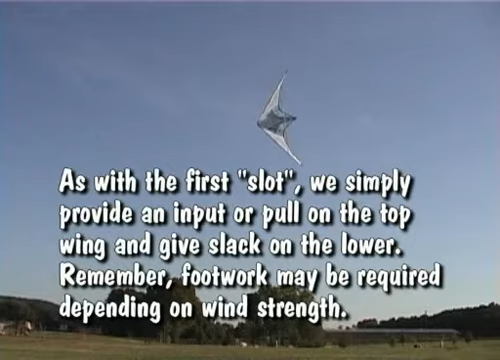 As with the first "slot", we simply
provide an input or pull on the top
wing and give slack on the lower.
Remember, footwork may be required
depending on wind strength.